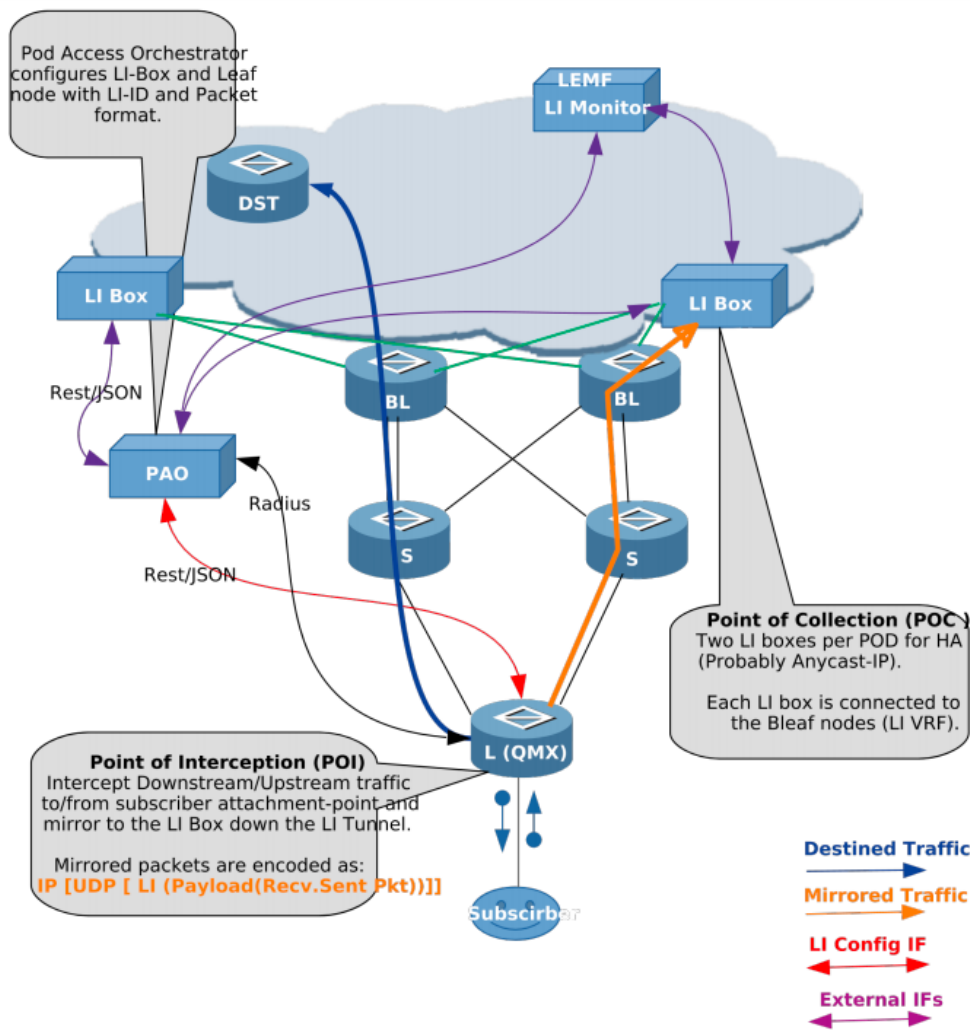 Pod Access Orchestrator
configures LI-Box and Leaf
node with LI-ID and Packet
format.
LEMF
LI Monitor
DST
LI Box
LI Box
Rest/JSON
BL
BL
PAO
Radius
S
S
Rest/JSON
Point of Collection (POC )
Two LI boxes per POD for HA
(Probably Anycast-IP).
Each LI box is connected to
the Bleaf nodes (LI VRF).
L (QMX)
Point of Interception (POI)
Intercept Downstream/Upstream traffic
to/from subscriber attachment-point and
mirror to the LI Box down the LI Tunnel.
Mirrored packets are encoded as:
IP [UDP [ LI (Payload(Recv.Sent Pkt))]]
Subscirber
Destined Traffic
Mirrored Traffic
LI Config IF
External IFs